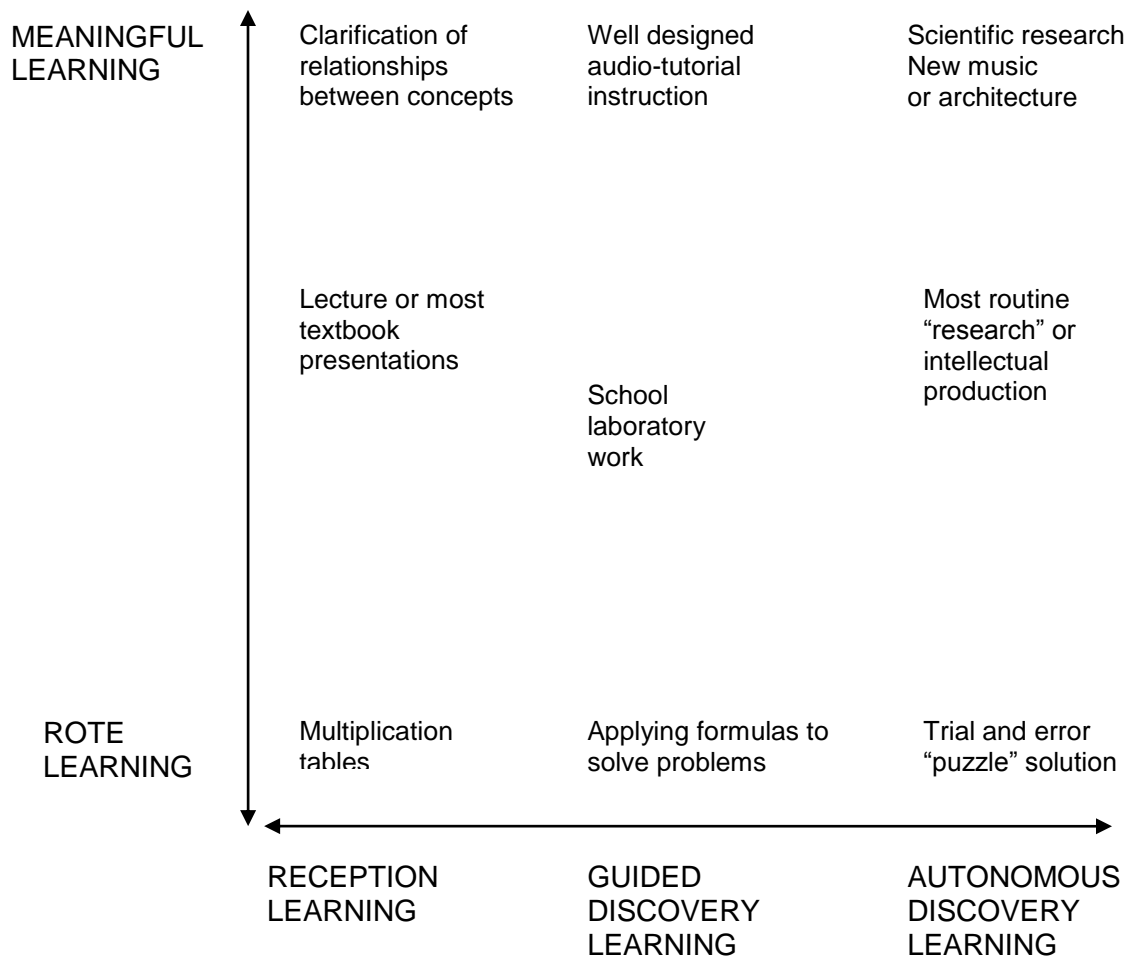 MEANINGFUL
LEARNING
Clarification of
relationships
between concepts
Well designed
audio-tutorial
instruction
Scientific research
New music
or architecture
Lecture or most
textbook
presentations
School
laboratory
work
Most routine
“research” or
intellectual
production
ROTE
LEARNING
Multiplication
tables
Applying formulas to
solve problems
Trial and error
“puzzle” solution
RECEPTION
LEARNING
GUIDED
DISCOVERY
LEARNING
AUTONOMOUS
DISCOVERY
LEARNING